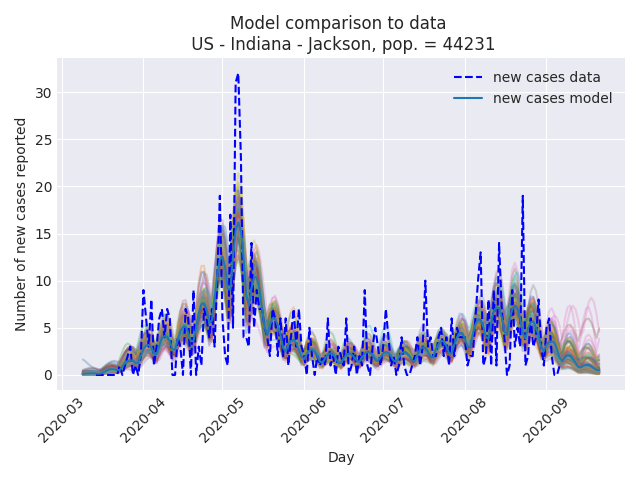 Model comparison to data
US - Indiana - Jackson, pop. = 44231
new cases data
new cases model
Number of new cases reported
30
25
20
15
10
5
0
2020-03
2020-04
2020-05
2020-06
2020-07
2020-08
2020-09
Day